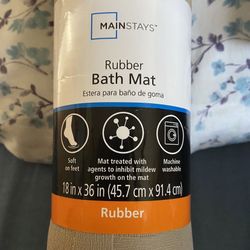 MAINSTAYS™
Rubber
Bath Mat
Estera para baño de goma
Soft
on feet
Mat treated with
agents to inhibit mildew
growth on the mat
Machine
washable
18 in x 36 in (45.7 cm x 91.4 cm)
Rubber